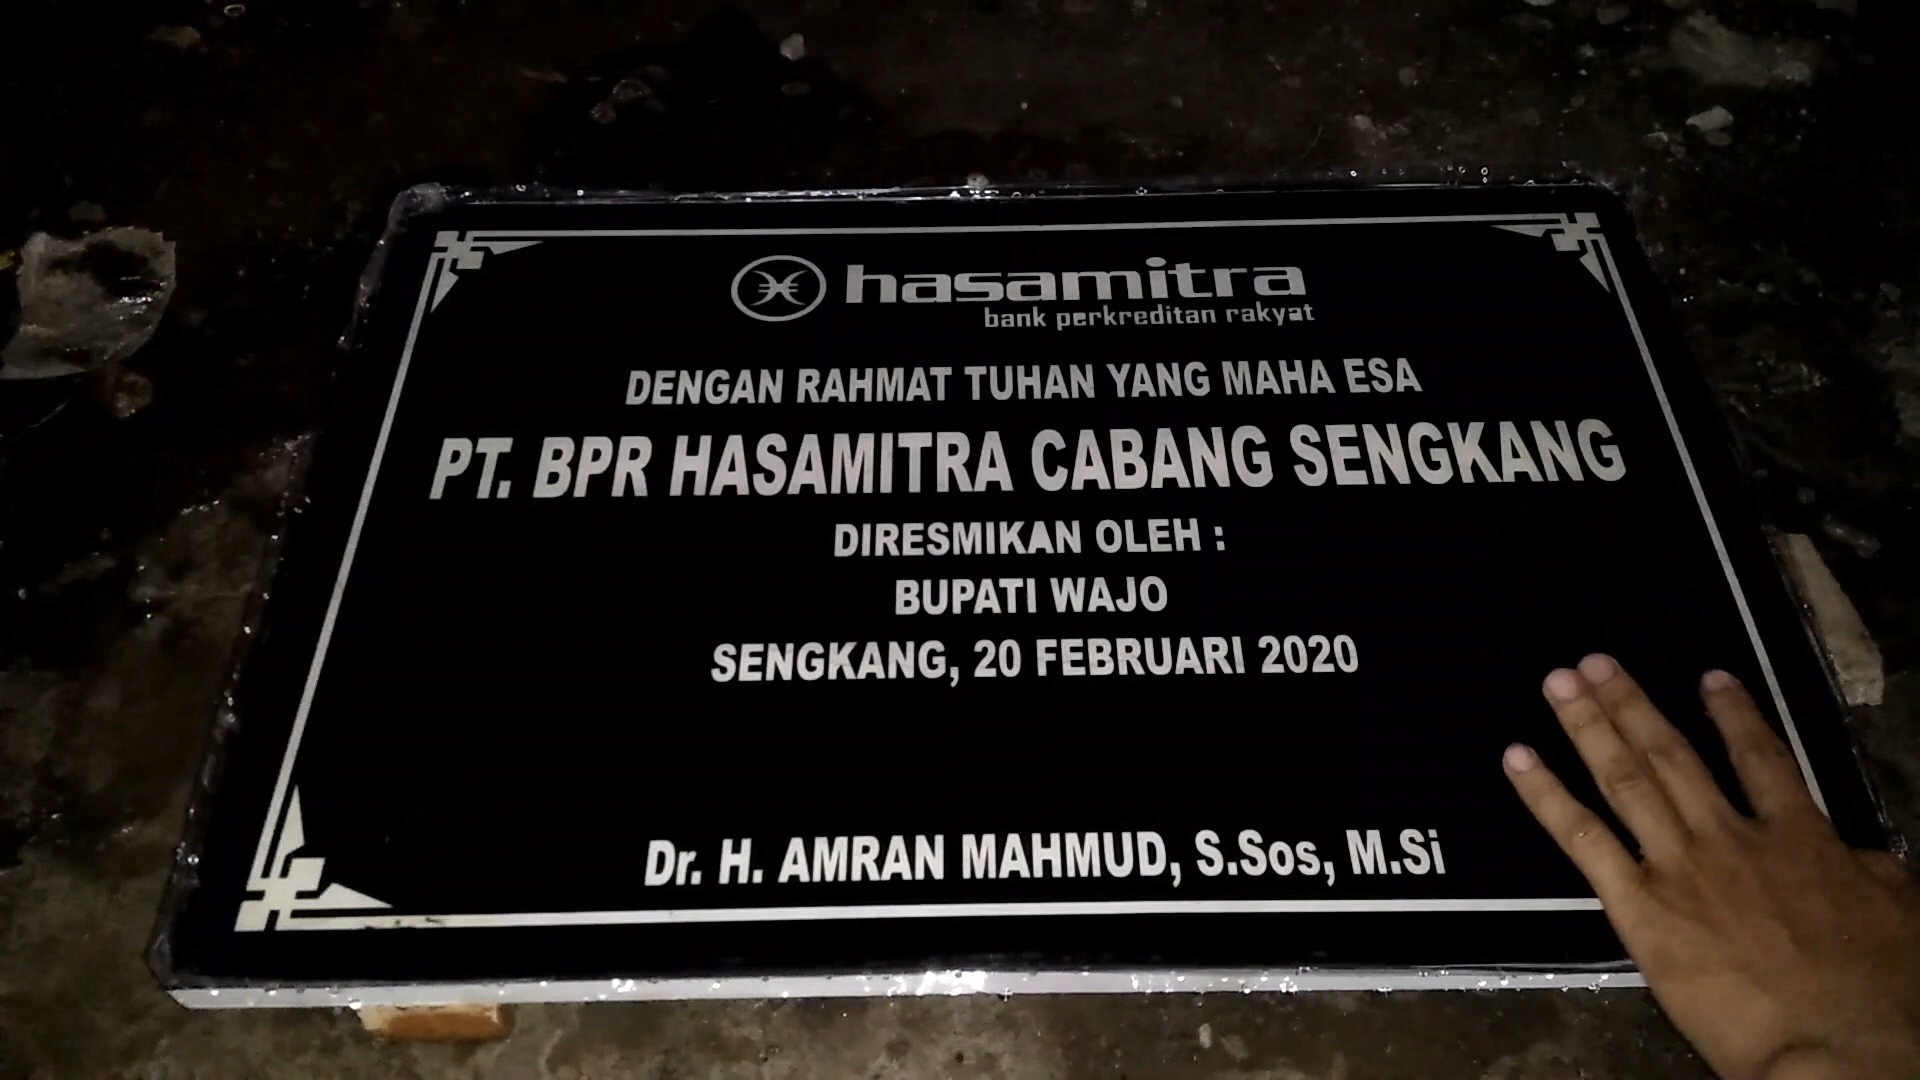 hasamitra
bank perkreditan rakyat
DENGAN RAHMAT TUHAN YANG MAHA ESA
PT. BPR HASAMITRA CABANG SENGKANG
DIRESMIKAN OLEH :
BUPATI WAJO
SENGKANG, 20 FEBRUARI 2020
Dr. H. AMRAN MAHMUD, S.Sos, M.Si